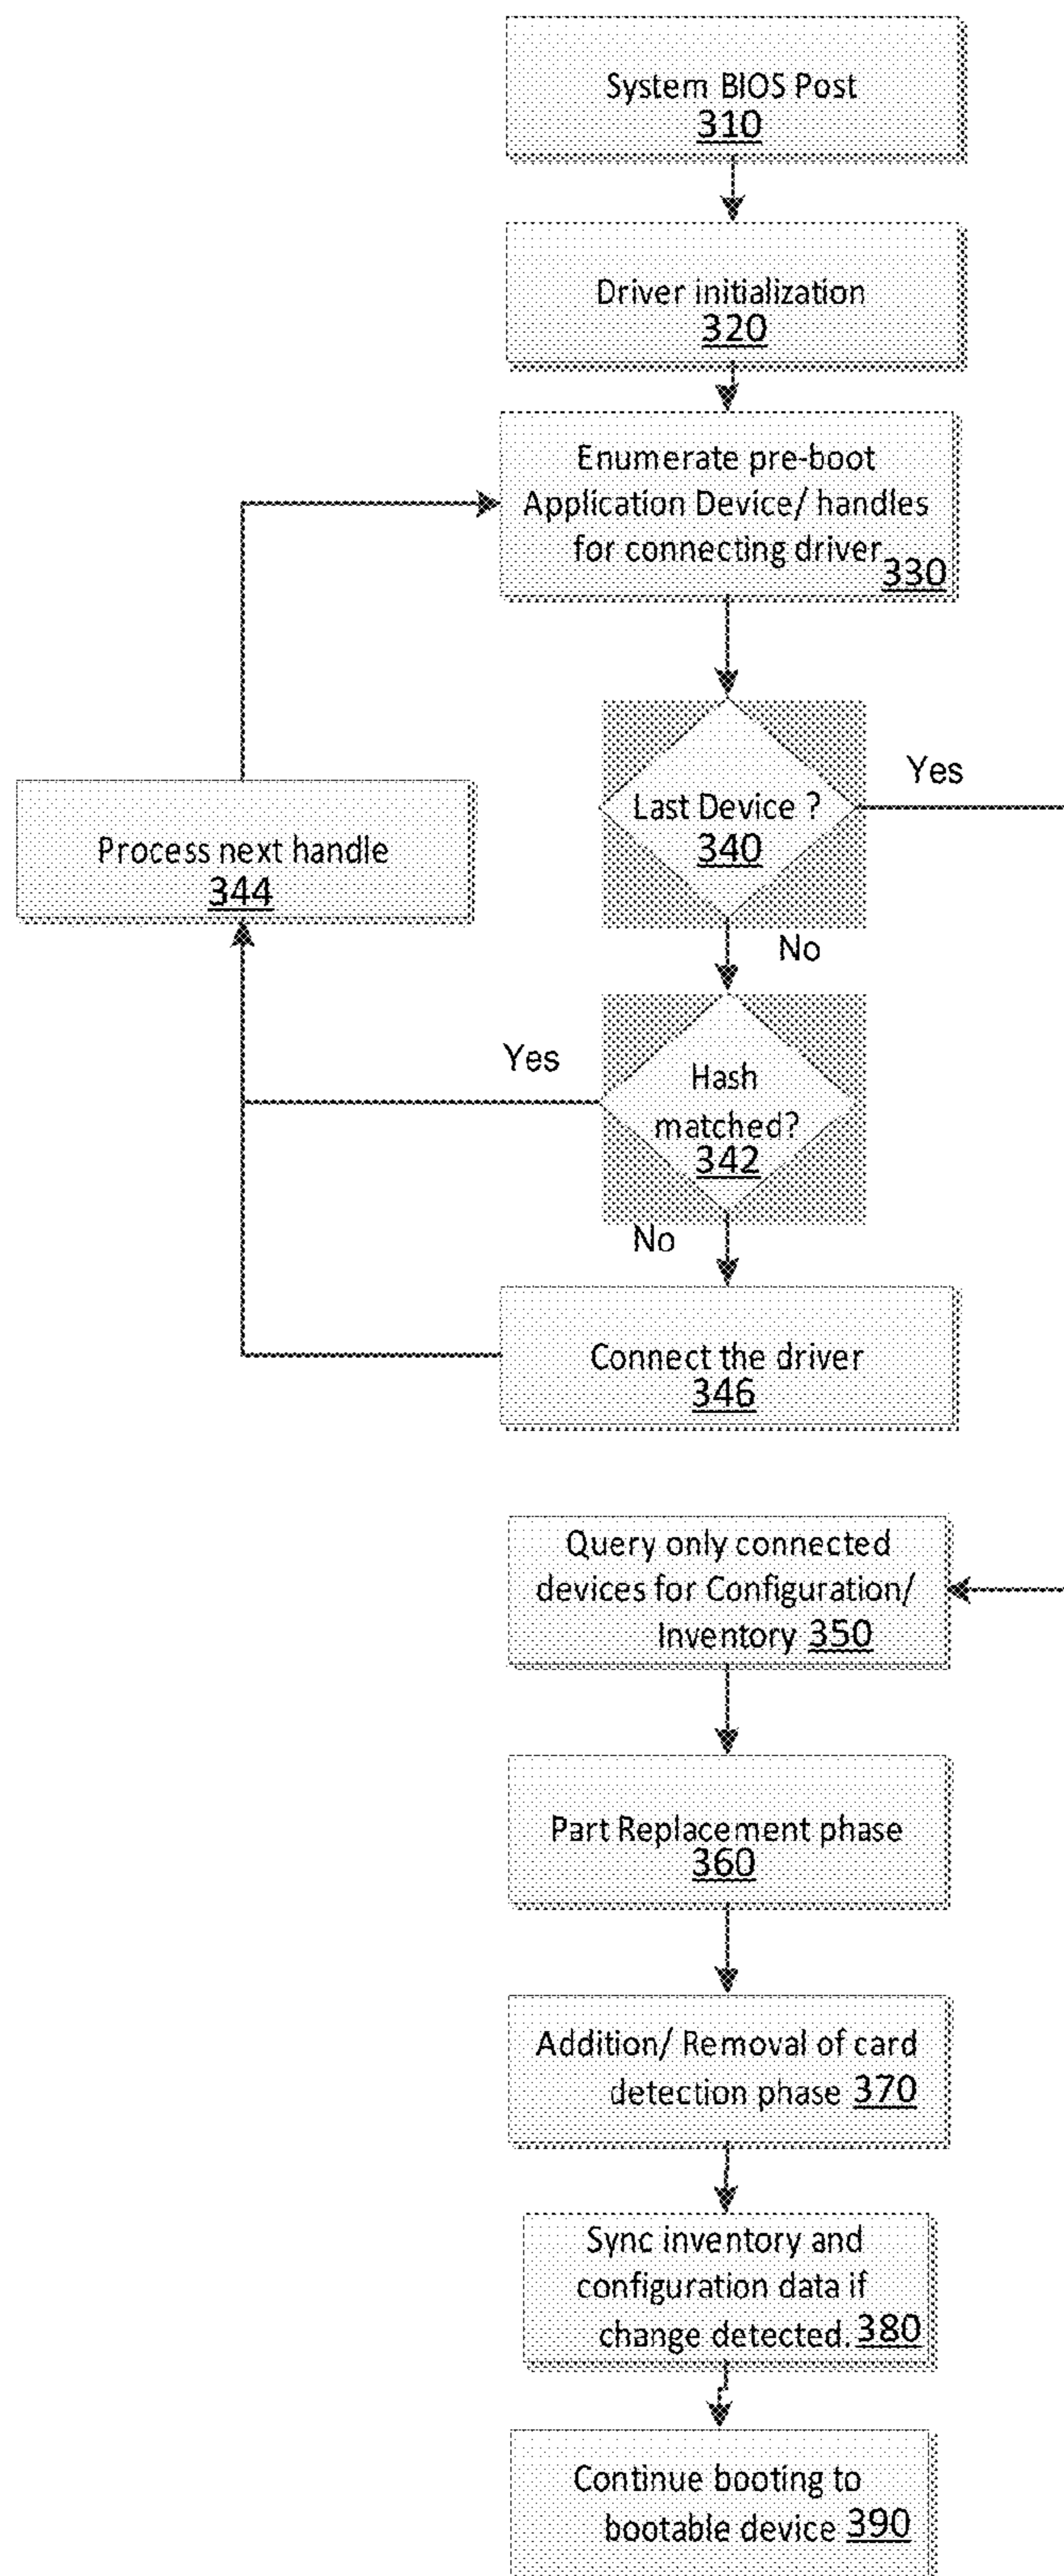 System BIOS Post
310
Driver initialization
320
Enumerate pre-boot
Application Device/ handles
for connecting driver
330
Last Device ?
340
Yes
No
Process next handle
344
Hash
matched?
342
Yes
No
Connect the driver
346
Query only connected
devices for Configuration/
Inventory 350
Part Replacement phase
360
Addition/ Removal of card
detection phase 370
Sync inventory and
configuration data if
change detected. 380
Continue booting to
bootable device 390